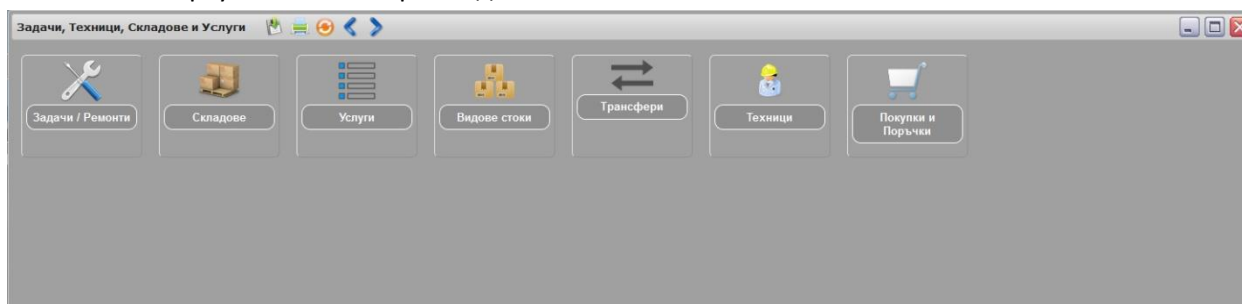 Задачи, Техници, Складове и Услуги
Задачи / Ремонти
Складове
Услуги
Видове стоки
Трансфери
Техници
Покупки и
Поръчки